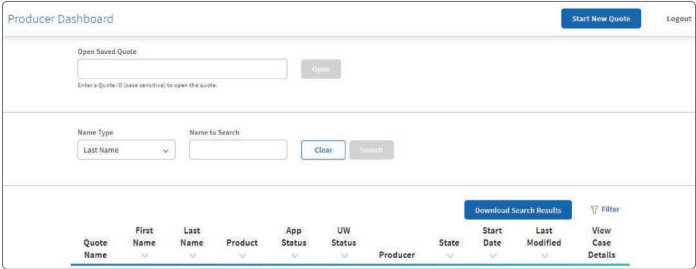 Producer Dashboard
Start New Quote
Logout
Open Saved Quote
Open
Enter a Quote ID (case sensitive) to open the quote.
Name Type
Name to Search
Last Name
Clear
Search
Download Search Results
Filter
Quote Name
First Name
Last Name
Product
App Status
UW Status
Producer
State
Start Date
Last Modified
View Case Details